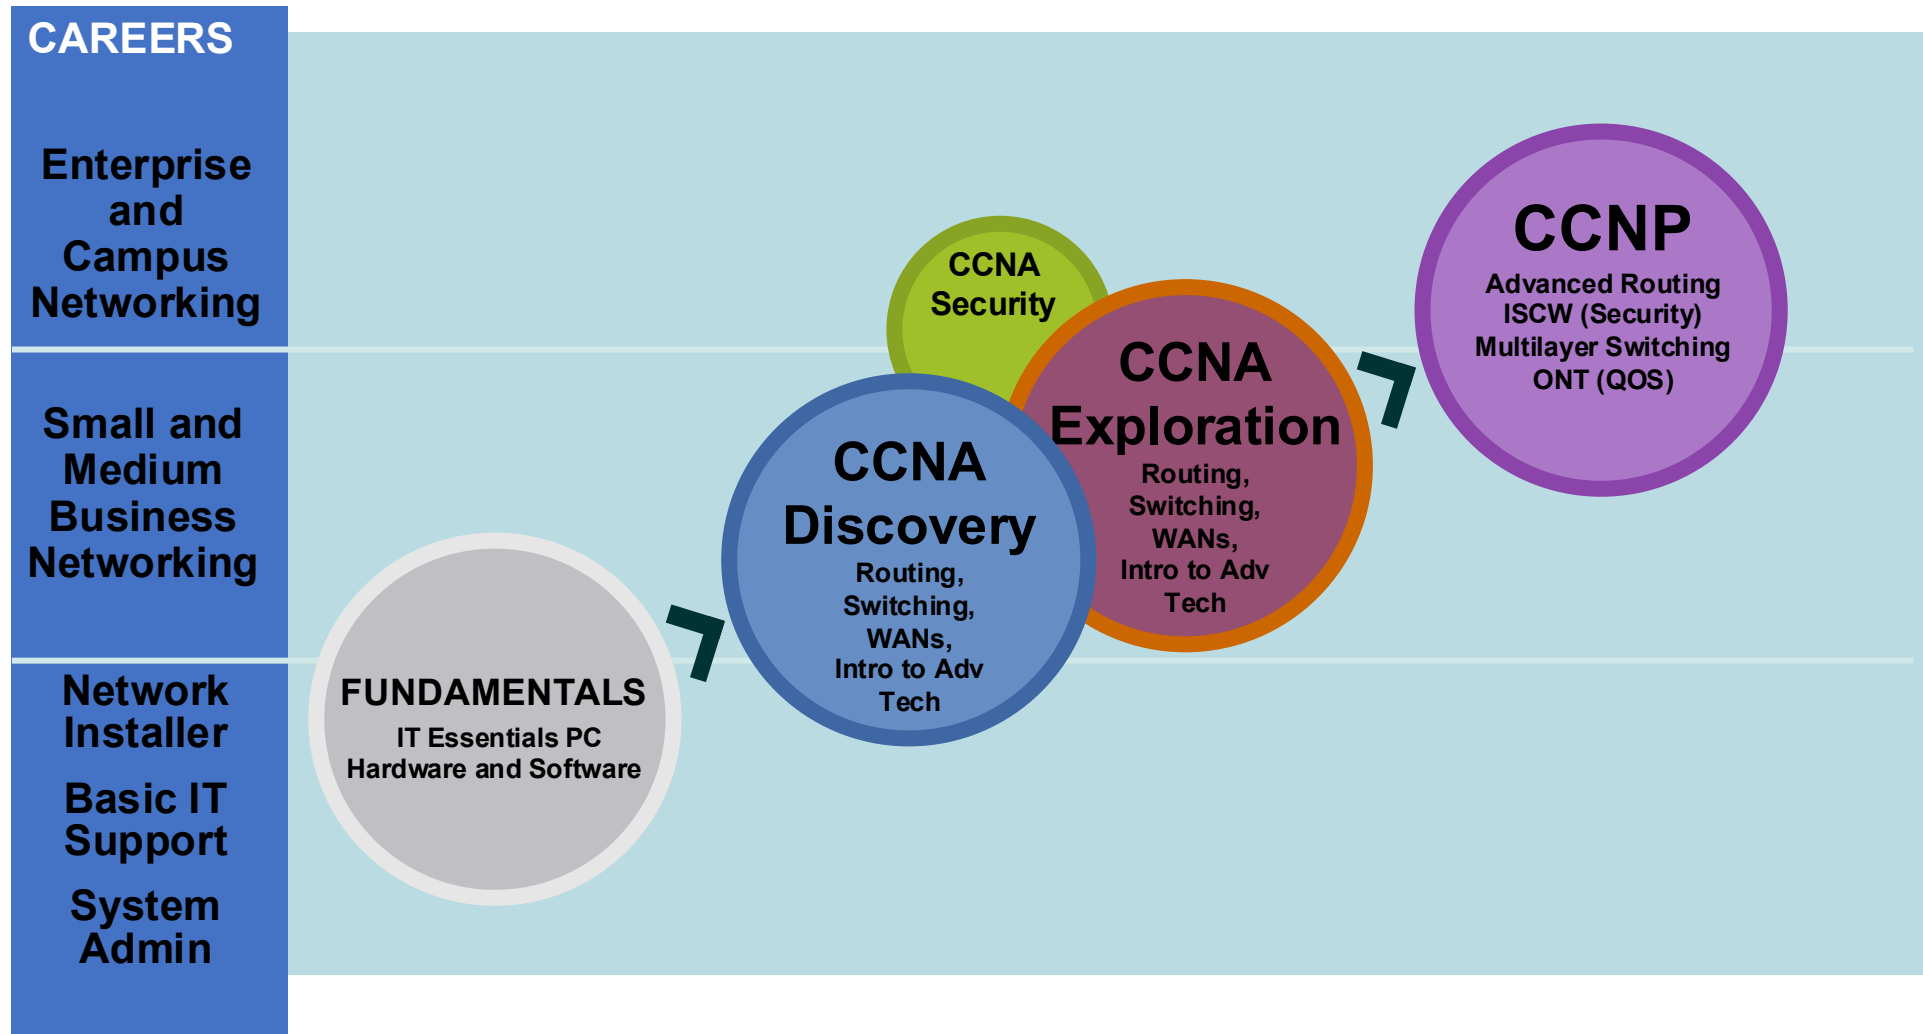 CAREERS
Enterprise
and
Campus
Networking
Small and
Medium
Business
Networking
Network
Installer
Basic IT
Support
System
Admin
FUNDAMENTALS
IT Essentials PC
Hardware and Software
CCNA
Discovery
Routing,
Switching,
WANs,
Intro to Adv
Tech
CCNA
Security
CCNA
Exploration
Routing,
Switching,
WANs,
Intro to Adv
Tech
CCNP
Advanced Routing
ISCW (Security)
Multilayer Switching
ONT (QOS)